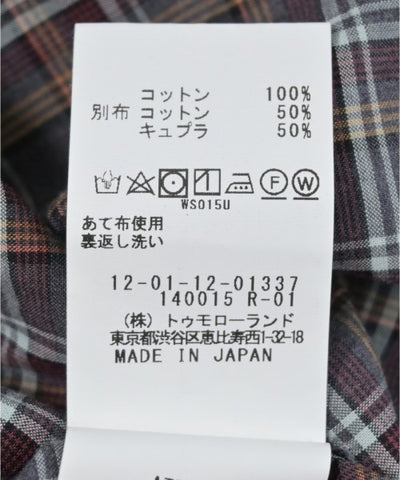 コットン 100%
別布 コットン 50%
キュプラ 50%
F W
WS015U
あて布使用
裏返し洗い
12-01-12-01337
140015 R-01
(株) トゥモローランド
東京都渋谷区恵比寿西1-32-18
MADE IN JAPAN